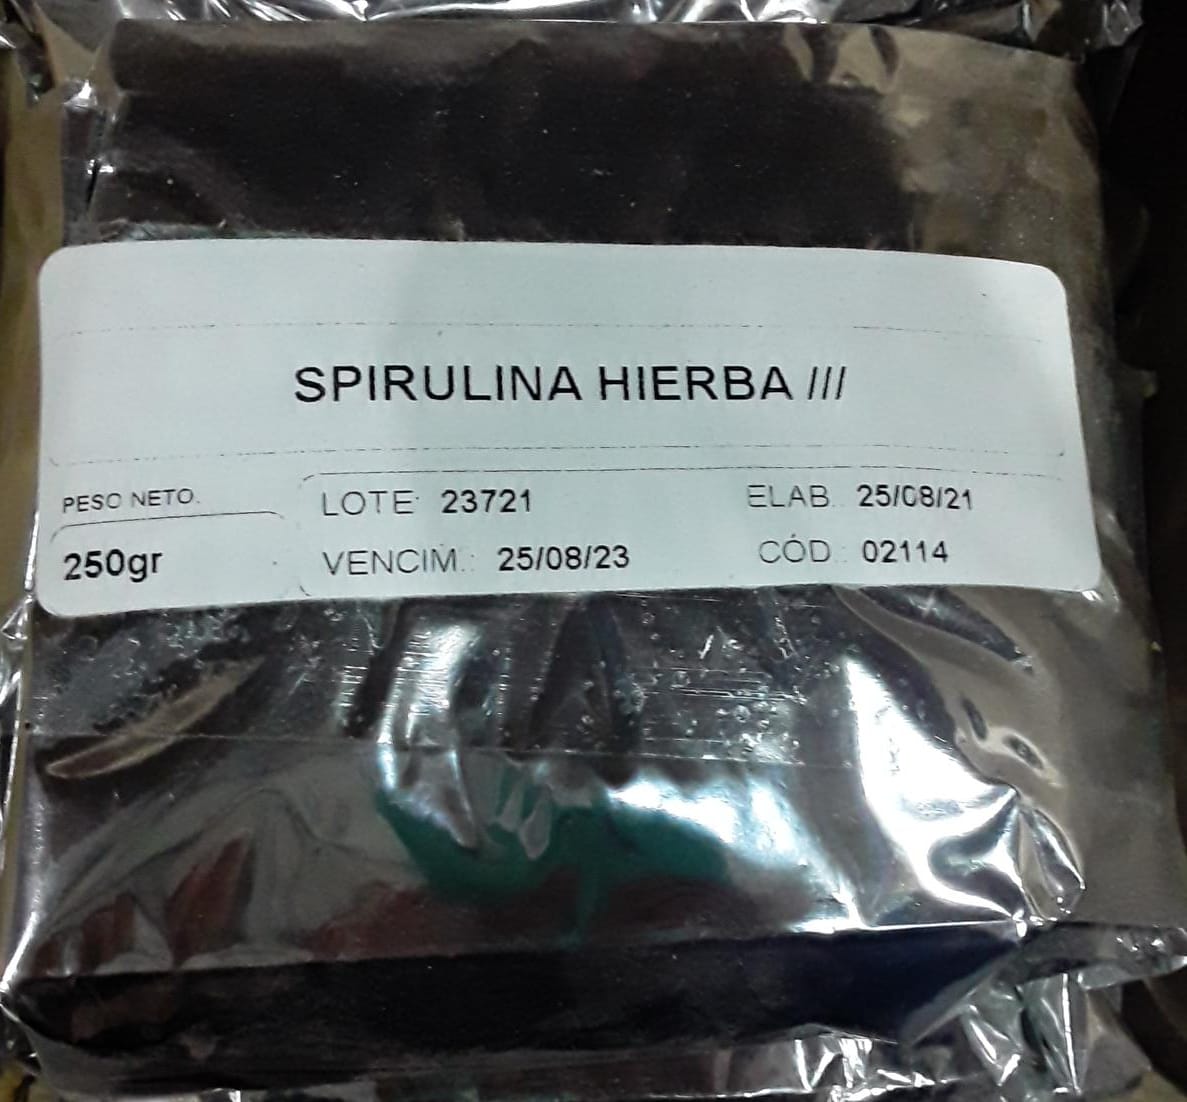 SPIRULINA HIERBA ///
PESO NETO.
250gr
LOTE: 23721
VENCIM.: 25/08/23
ELAB.: 25/08/21
CÓD.: 02114